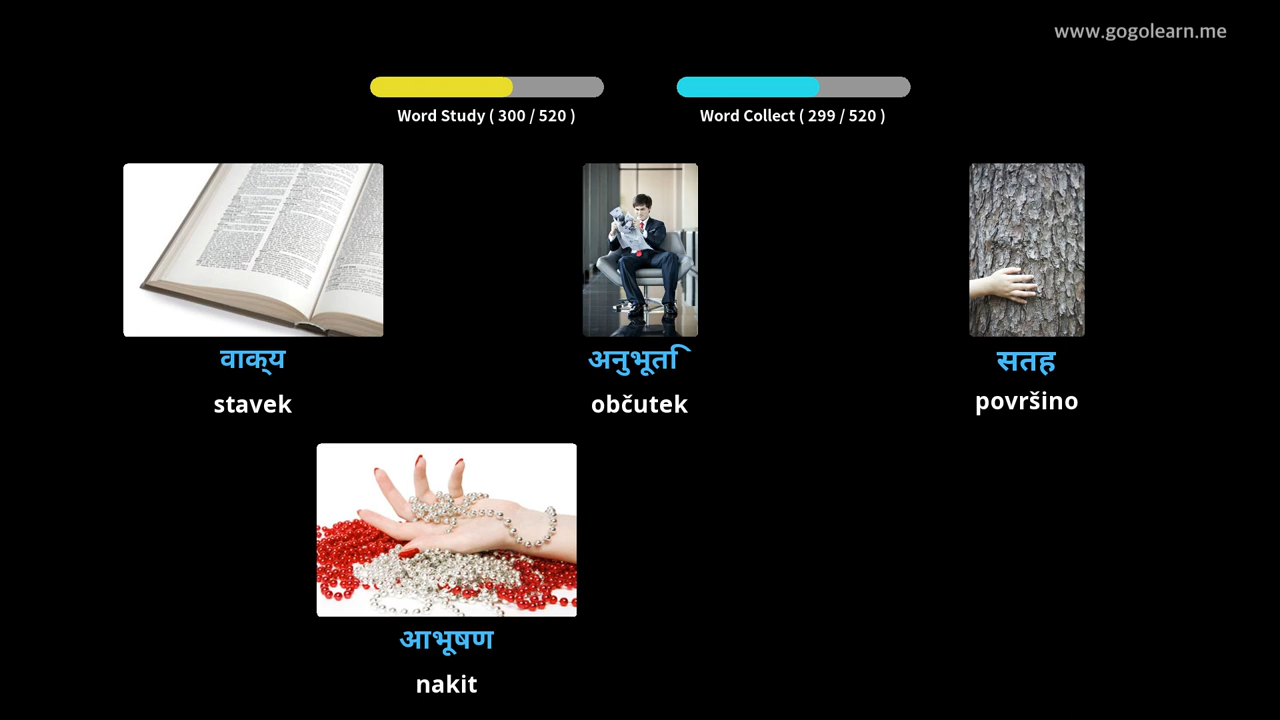 www.gogolearn.me
Word Study ( 300 / 520 )
Word Collect ( 299 / 520 )
वाक्य
stavek
अनुभूति
občutek
सतह
površino
आभूषण
nakit